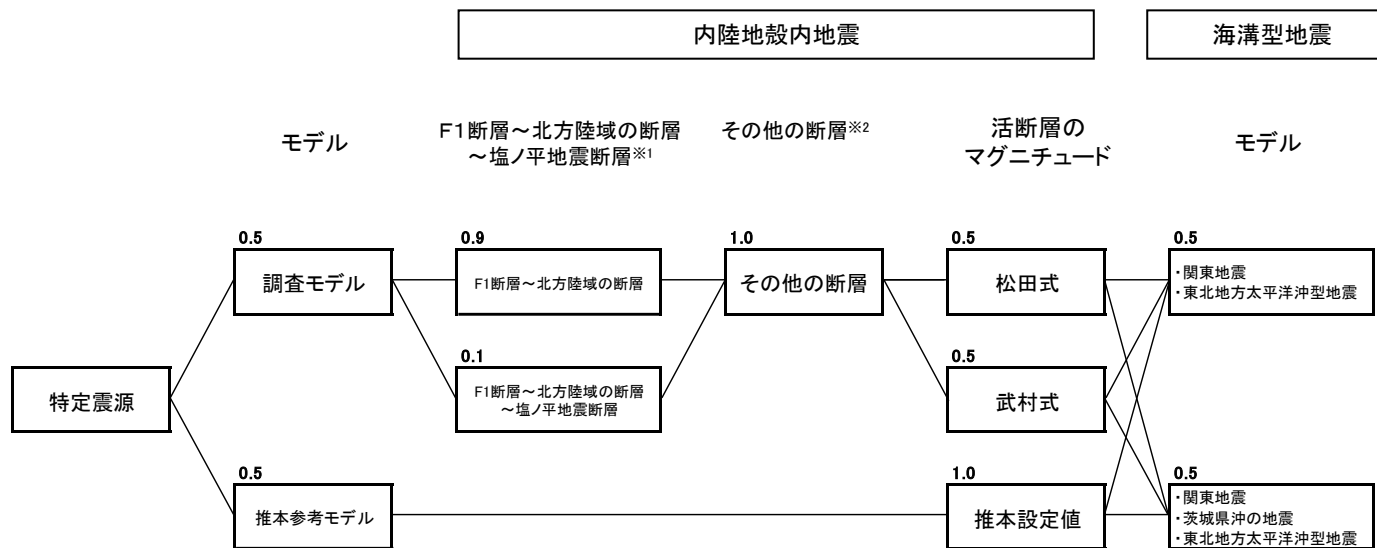 内陸地殻内地震
海溝型地震
モデル
F1断層～北方陸域の断層
～塩ノ平地震断層※1
その他の断層※2
活断層の
マグニチュード
モデル
0.5
調査モデル
0.9
F1断層～北方陸域の断層
1.0
その他の断層
0.5
松田式
0.5
・関東地震
・東北地方太平洋沖型地震
特定震源
0.1
F1断層～北方陸域の断層
～塩ノ平地震断層
0.5
武村式
0.5
推本参考モデル
1.0
推本設定値
0.5
・関東地震
・茨城県沖の地震
・東北地方太平洋沖型地震